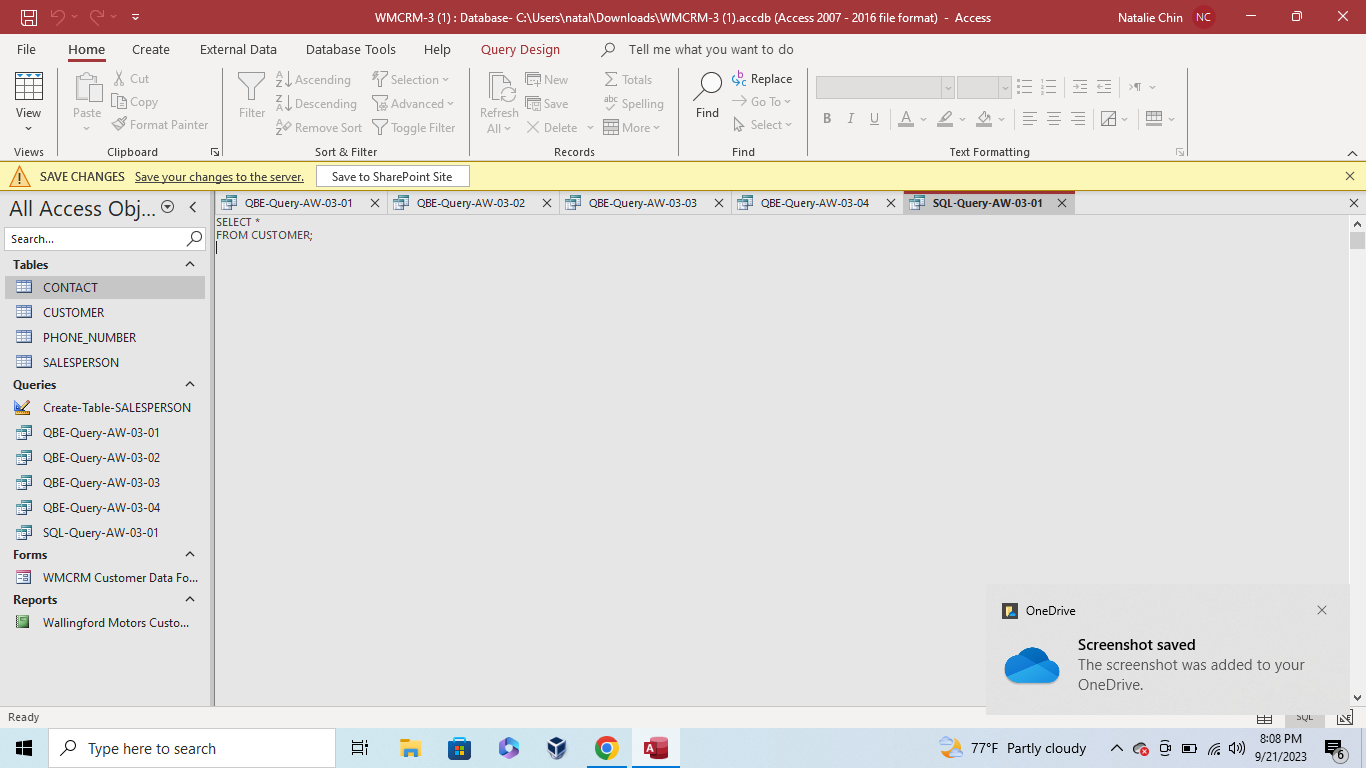 WMCRM-3 (1) : Database- C:\Users\natal\Downloads\WMCRM-3 (1).accdb (Access 2007 - 2016 file format) - Access
Natalie Chin NC
File Home Create External Data Database Tools Help Query Design Tell me what you want to do
View
Views
Paste
Cut
Copy
Format Painter
Clipboard
Filter
Ascending
Descending
Remove Sort
Selection
Advanced
Toggle Filter
Sort & Filter
Refresh
All
New
Save
Delete
Totals
Spelling
More
Records
Find
Replace
Go To
Select
Find
B I U
Text Formatting
SAVE CHANGES Save your changes to the server. Save to SharePoint Site
All Access Obj...
Search...
Tables
CONTACT
CUSTOMER
PHONE_NUMBER
SALESPERSON
Queries
Create-Table-SALESPERSON
QBE-Query-AW-03-01
QBE-Query-AW-03-02
QBE-Query-AW-03-03
QBE-Query-AW-03-04
SQL-Query-AW-03-01
Forms
WMCRM Customer Data Fo...
Reports
Wallingford Motors Custo...
QBE-Query-AW-03-01 QBE-Query-AW-03-02 QBE-Query-AW-03-03 QBE-Query-AW-03-04 SQL-Query-AW-03-01
SELECT *
FROM CUSTOMER;
OneDrive
Screenshot saved
The screenshot was added to your
OneDrive.
Ready
SQL
Type here to search
77°F Partly cloudy
8:08 PM
9/21/2023
6